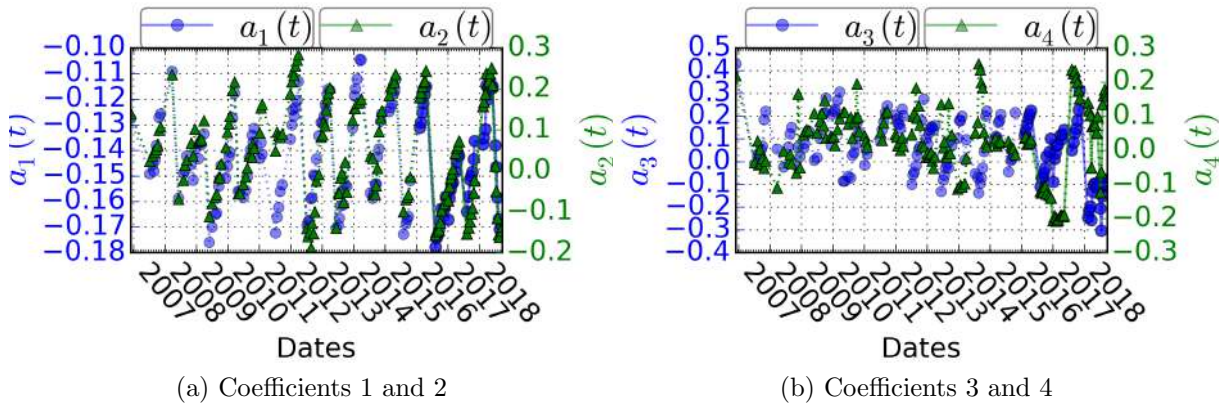 a₁(t) a₂(t)
−0.10
−0.11
−0.12
−0.13
−0.14
−0.15
−0.16
−0.17
−0.18
a₁(t)
0.3
0.2
0.1
0.0
−0.1
−0.2
a₂(t)
2007 2008 2009 2010 2011 2012 2013 2014 2015 2016 2017 2018
Dates
(a) Coefficients 1 and 2
a₃(t) a₄(t)
0.5
0.4
0.3
0.2
0.1
0.0
−0.1
−0.2
−0.3
−0.4
a₃(t)
0.3
0.2
0.1
0.0
−0.1
−0.2
−0.3
a₄(t)
2007 2008 2009 2010 2011 2012 2013 2014 2015 2016 2017 2018
Dates
(b) Coefficients 3 and 4